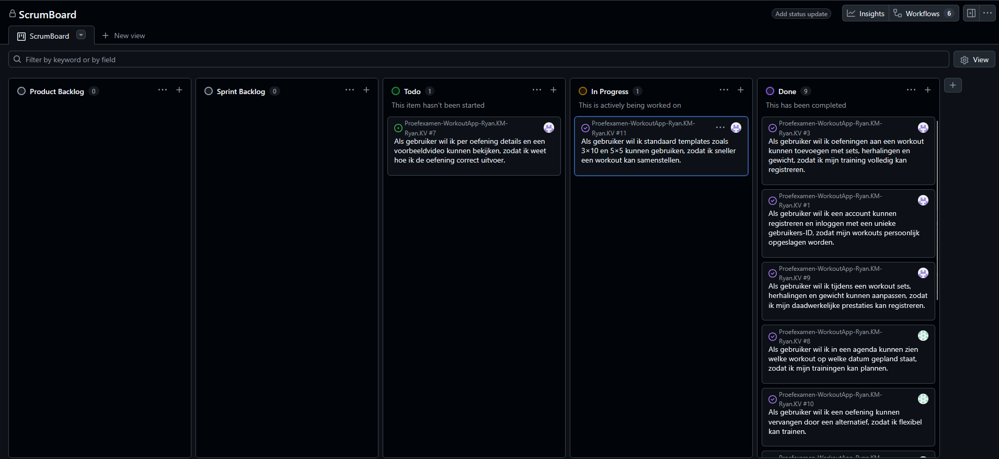 ScrumBoard
Add status update
Insights
Workflows 6
ScrumBoard
New view
Filter by keyword or by field
View
Product Backlog 0
Sprint Backlog 0
Todo 1
This item hasn't been started
Proefexamen-WorkoutApp-Ryan.KM-
Ryan.KV #7
Als gebruiker wil ik per oefening details en een
voorbeeldvideo kunnen bekijken, zodat ik weet
hoe ik de oefening correct uitvoer.
In Progress 1
This is actively being worked on
Proefexamen-WorkoutApp-Ryan.KM-
Ryan.KV #11
Als gebruiker wil ik standaard templates zoals
3×10 en 5×5 kunnen gebruiken, zodat ik sneller
een workout kan samenstellen.
Done 9
This has been completed
Proefexamen-WorkoutApp-Ryan.KM-
Ryan.KV #3
Als gebruiker wil ik oefeningen aan een workout
kunnen toevoegen met sets, herhalingen en
gewicht, zodat ik mijn training volledig kan
registreren.
Proefexamen-WorkoutApp-Ryan.KM-
Ryan.KV #1
Als gebruiker wil ik een account kunnen
registreren en inloggen met een unieke
gebruikers-ID, zodat mijn workouts persoonlijk
opgeslagen worden.
Proefexamen-WorkoutApp-Ryan.KM-
Ryan.KV #9
Als gebruiker wil ik tijdens een workout sets,
herhalingen en gewicht kunnen aanpassen, zodat
ik mijn daadwerkelijke prestaties kan registreren.
Proefexamen-WorkoutApp-Ryan.KM-
Ryan.KV #8
Als gebruiker wil ik in een agenda kunnen zien
welke workout op welke datum gepland staat,
zodat ik mijn trainingen kan plannen.
Proefexamen-WorkoutApp-Ryan.KM-
Ryan.KV #10
Als gebruiker wil ik een oefening kunnen
vervangen door een alternatief, zodat ik flexibel
kan trainen.